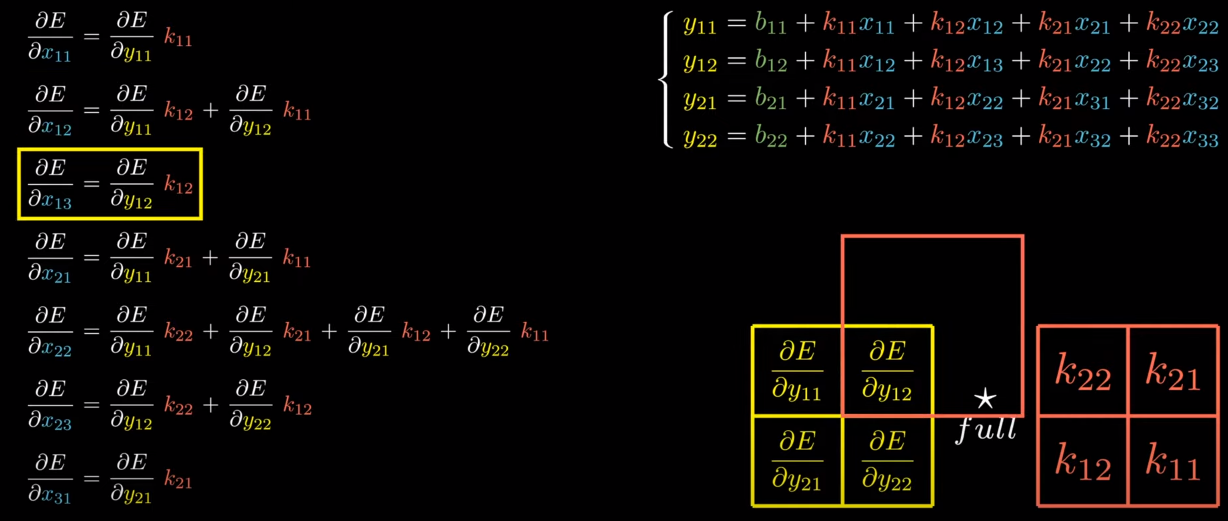 ∂E/∂x₁₁ = ∂E/∂y₁₁ k₁₁
∂E/∂x₁₂ = ∂E/∂y₁₁ k₁₂ + ∂E/∂y₁₂ k₁₁
∂E/∂x₁₃ = ∂E/∂y₁₂ k₁₂
∂E/∂x₂₁ = ∂E/∂y₁₁ k₂₁ + ∂E/∂y₂₁ k₁₁
∂E/∂x₂₂ = ∂E/∂y₁₁ k₂₂ + ∂E/∂y₁₂ k₂₁ + ∂E/∂y₂₁ k₁₂ + ∂E/∂y₂₂ k₁₁
∂E/∂x₂₃ = ∂E/∂y₁₂ k₂₂ + ∂E/∂y₂₂ k₁₂
∂E/∂x₃₁ = ∂E/∂y₂₁ k₂₁
y₁₁ = b₁₁ + k₁₁x₁₁ + k₁₂x₁₂ + k₂₁x₂₁ + k₂₂x₂₂
y₁₂ = b₁₂ + k₁₁x₁₂ + k₁₂x₁₃ + k₂₁x₂₂ + k₂₂x₂₃
y₂₁ = b₂₁ + k₁₁x₂₁ + k₁₂x₂₂ + k₂₁x₃₁ + k₂₂x₃₂
y₂₂ = b₂₂ + k₁₁x₂₂ + k₁₂x₂₃ + k₂₁x₃₂ + k₂₂x₃₃
∂E/∂y₁₁ ∂E/∂y₁₂
∂E/∂y₂₁ ∂E/∂y₂₂
⋆
full
k₂₂ k₂₁
k₁₂ k₁₁